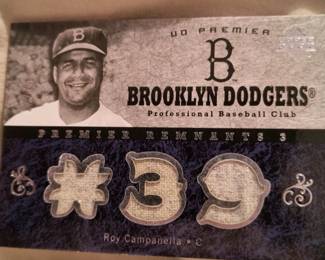 UD PREMIER
B
B
BROOKLYN DODGERS®
Professional Baseball Club
PREMIER REMNANTS 3
#39
Roy Campanella • C